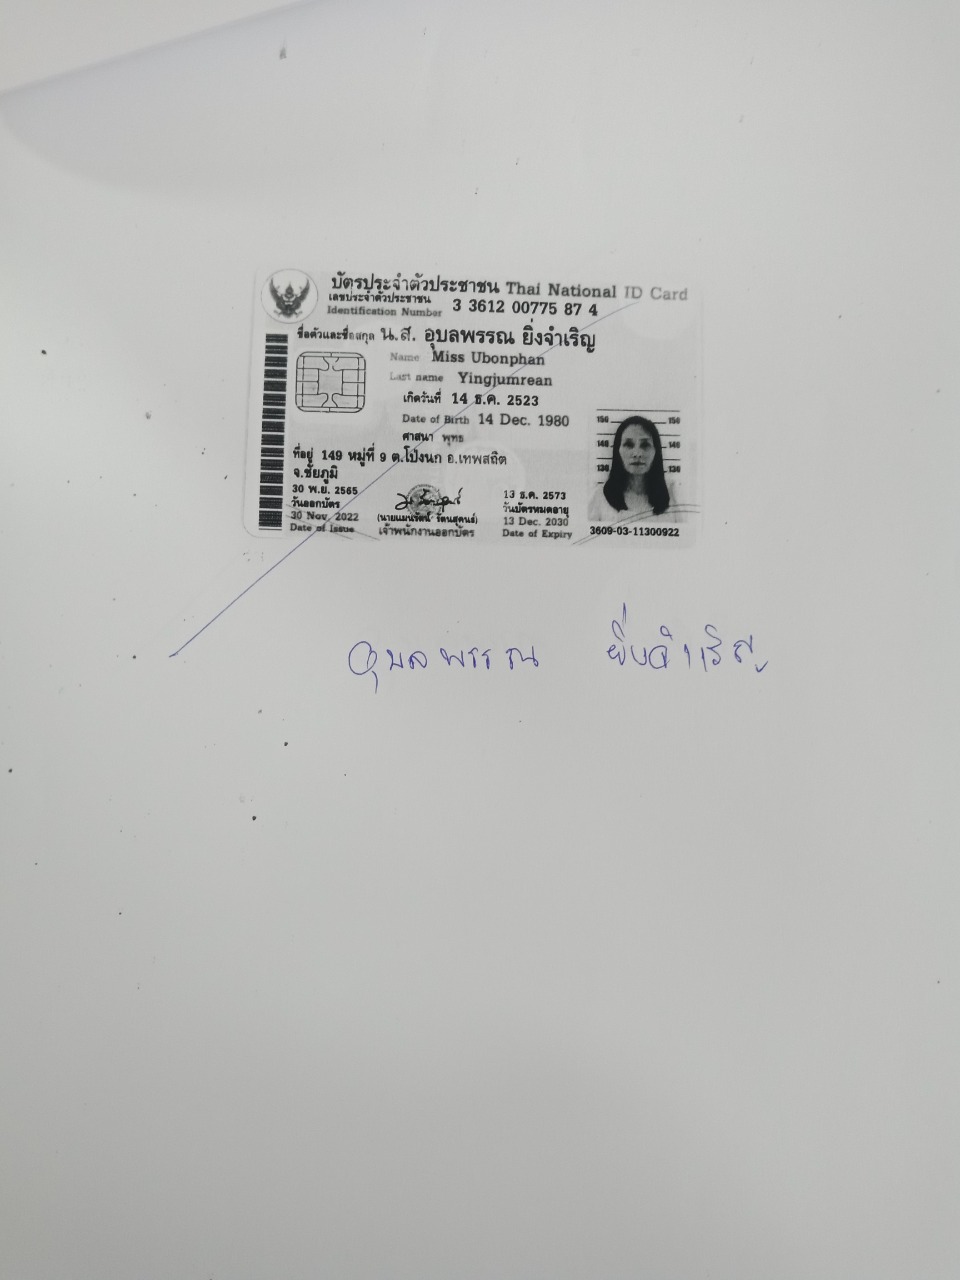 บัตรประจำตัวประชาชน Thai National ID Card
เลขประจำตัวประชาชน
Identification Number 3 3612 00775 87 4
ชื่อตัวและชื่อสกุล น.ส. อุบลพรรณ ยิ่งจำเริญ
Name Miss Ubonphan
Last name Yingjumrean
เกิดวันที่ 14 ธ.ค. 2523
Date of Birth 14 Dec. 1980
ศาสนา พุทธ
ที่อยู่ 149 หมู่ที่ 9 ต.โป่งนก อ.เทพสถิต
จ.ชัยภูมิ
30 พ.ย. 2565
วันออกบัตร
30 Nov. 2022
Date of Issue
เจ้าพนักงานออกบัตร
13 ธ.ค. 2573
วันบัตรหมดอายุ
13 Dec. 2030
Date of Expiry
150 150
140 140
130 130
3609-03-11300922
อุบลพรรณ ยิ่งจำเริญ